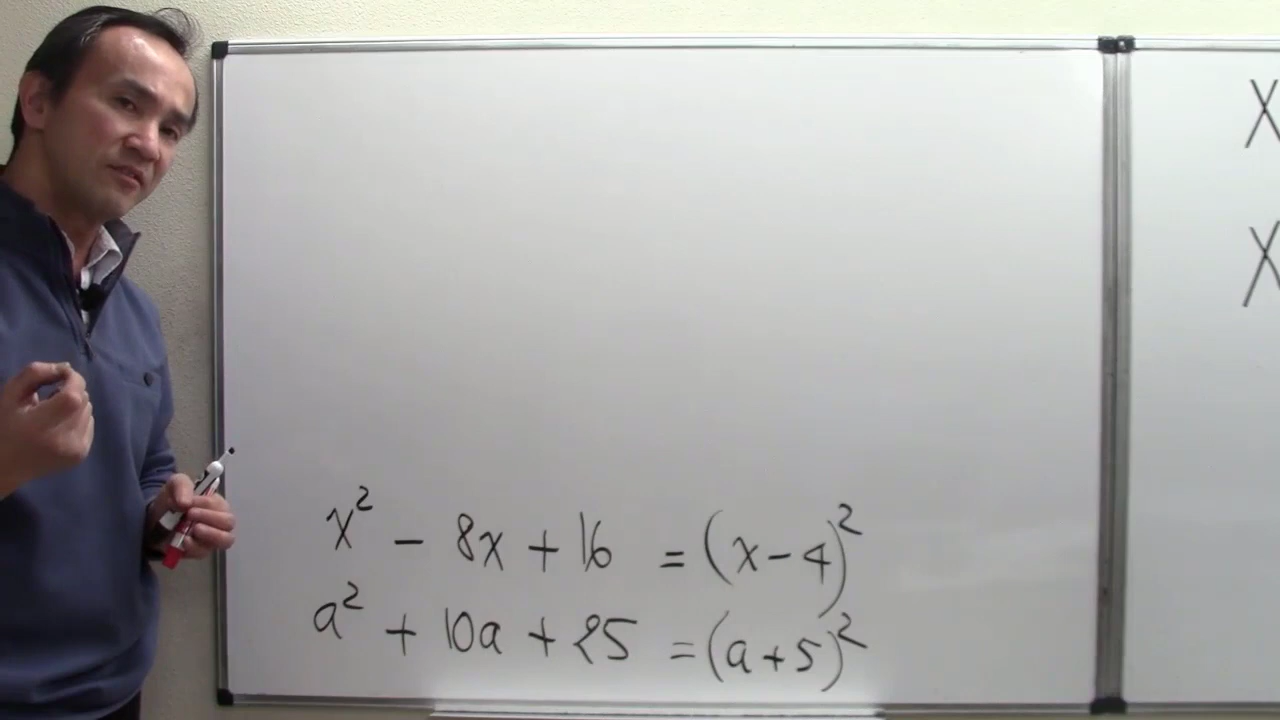 x² - 8x + 16 = (x - 4)²
a² + 10a + 25 = (a + 5)²
X
X